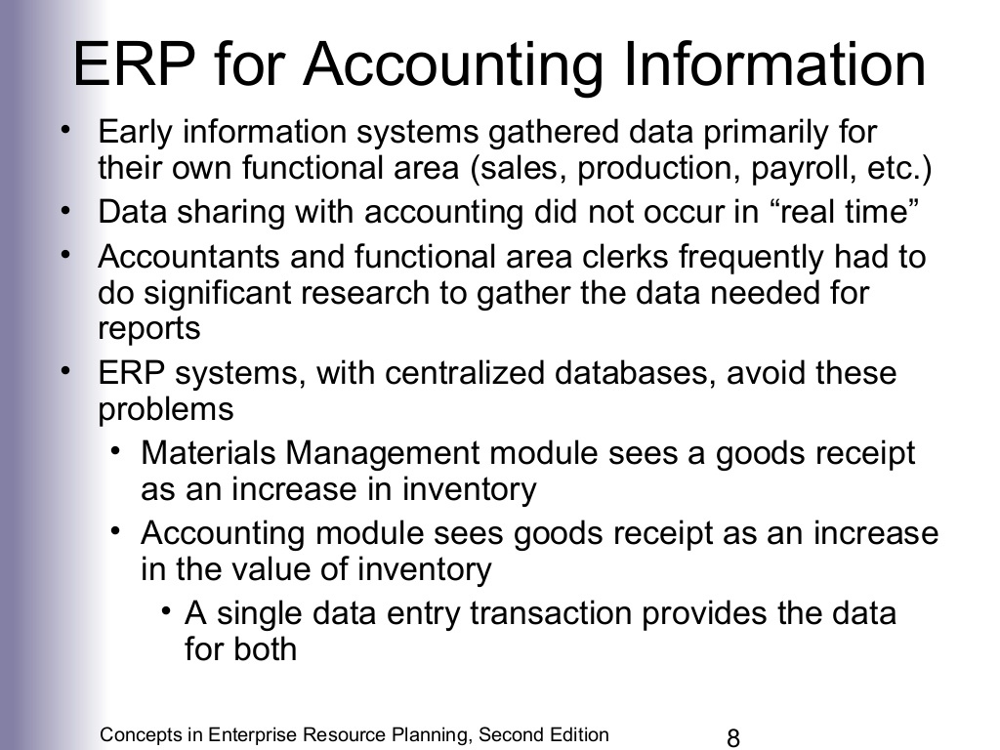 ERP for Accounting Information
• Early information systems gathered data primarily for
their own functional area (sales, production, payroll, etc.)
• Data sharing with accounting did not occur in “real time”
• Accountants and functional area clerks frequently had to
do significant research to gather the data needed for
reports
• ERP systems, with centralized databases, avoid these
problems
• Materials Management module sees a goods receipt
as an increase in inventory
• Accounting module sees goods receipt as an increase
in the value of inventory
• A single data entry transaction provides the data
for both
Concepts in Enterprise Resource Planning, Second Edition
8